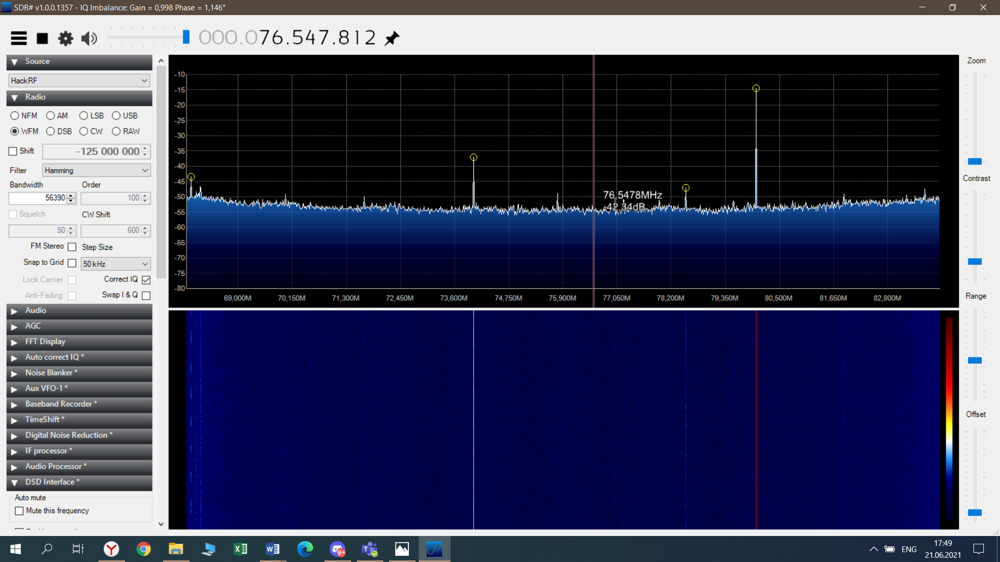 SDR# v1.0.0.1357 - IQ Imbalance: Gain = 0,998 Phase = 1,146°
000.076.547.812
Source
HackRF
Radio
NFM AM LSB USB
WFM DSB CW RAW
Shift -125 000 000
Filter Hamming
Bandwidth Order
56390 100
Squelch CW Shift
50 600
FM Stereo Step Size
Snap to Grid 50 kHz
Lock Carrier Correct IQ
Anti-Fading Swap I & Q
Audio
AGC
FFT Display
Auto correct IQ *
Noise Blanker *
Aux VFO-1 *
Baseband Recorder *
TimeShift *
Digital Noise Reduction *
IF processor *
Audio Processor *
DSD Interface *
Auto mute
Mute this frequency
-10
-15
-20
-25
-30
-35
-40
-45
-50
-55
-60
-65
-70
-75
-80
76,5478MHz
-42,34dB
69,000M 70,150M 71,300M 72,450M 73,600M 74,750M 75,900M 77,050M 78,200M 79,350M 80,500M 81,650M 82,800M
Zoom
Contrast
Range
Offset
9+
ENG
17:49
21.06.2021